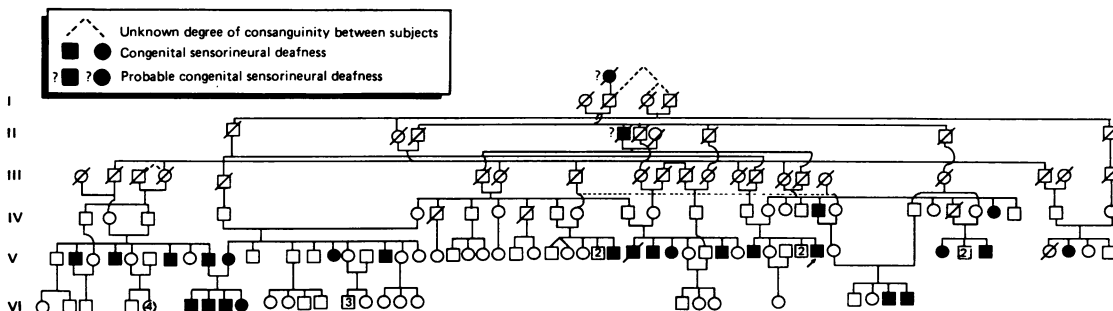 Unknown degree of consanguinity between subjects
Congenital sensorineural deafness
? ? Probable congenital sensorineural deafness
?
I
II ?
III
IV
2 2 2
V
4 3
VI